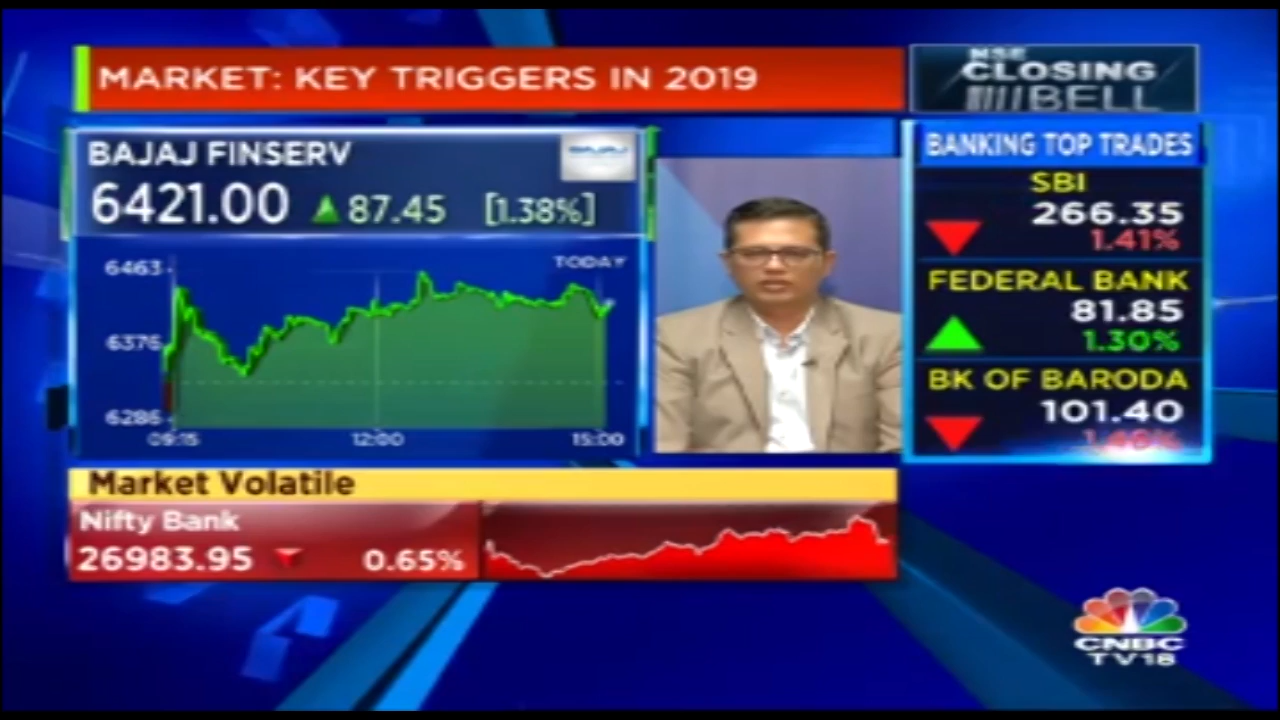 MARKET: KEY TRIGGERS IN 2019
NSE
CLOSING
BELL
BAJAJ FINSERV
BAJAJ
6421.00 ▲ 87.45 [1.38%]
TODAY
6463
6376
6286
09:15 12:00 15:00
BANKING TOP TRADES
SBI
266.35
1.41%
FEDERAL BANK
81.85
1.30%
BK OF BARODA
101.40
Market Volatile
Nifty Bank
26983.95 ▼ 0.65%
CNBC
TV18